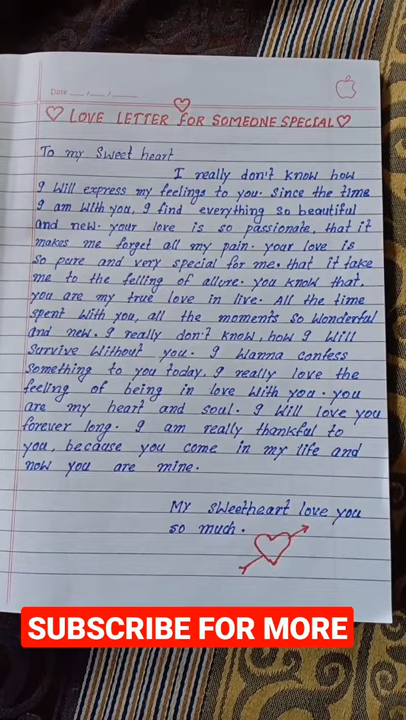 Date ___/___/______
LOVE LETTER FOR SOMEONE SPECIAL
To my Sweet heart
I really don't know how
I will express my feelings to you. Since the time
I am with you, I find everything so beautiful
and new. your love is so passionate, that it
makes me forget all my pain. your love is
so pure and very special for me. that it take
me to the felling of allure. you know that,
you are my true love in live. All the time
spent with you, all the moments so wonderful
and new. I really don't know, how I will
Survive without you. I wanna confess
Something to you today, I really love the
feeling of being in love with you. you
are my heart and soul. I will love you
forever long. I am really thankful to
you, because you come in my life and
now you are mine.
My sweetheart love you
so much.
SUBSCRIBE FOR MORE